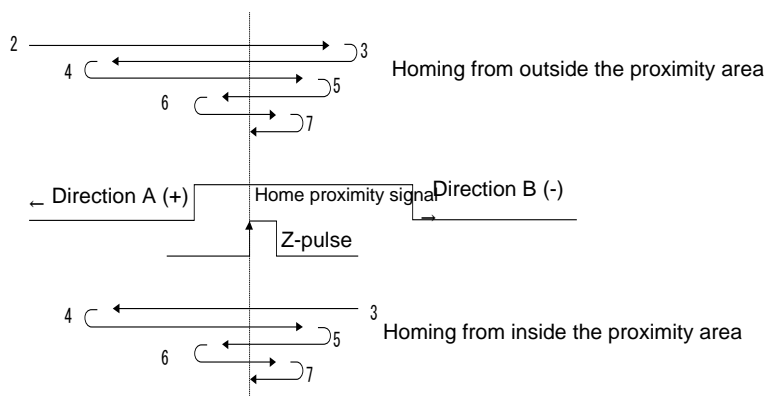 2
3
4
Homing from outside the proximity area
5
6
7
← Direction A (+)
Home proximity signal
Direction B (-)
→
Z-pulse
3
4
Homing from inside the proximity area
5
6
7